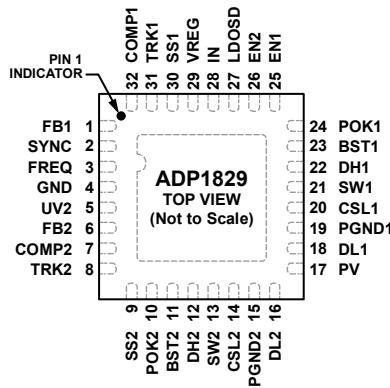 32 COMP1
31 TRK1
30 SS1
29 VREG
28 IN
27 LDOSD
26 EN2
25 EN1
PIN 1
INDICATOR
FB1 1
SYNC 2
FREQ 3
GND 4
UV2 5
FB2 6
COMP2 7
TRK2 8
ADP1829
TOP VIEW
(Not to Scale)
24 POK1
23 BST1
22 DH1
21 SW1
20 CSL1
19 PGND1
18 DL1
17 PV
SS2 9
POK2 10
BST2 11
DH2 12
SW2 13
CSL2 14
PGND2 15
DL2 16